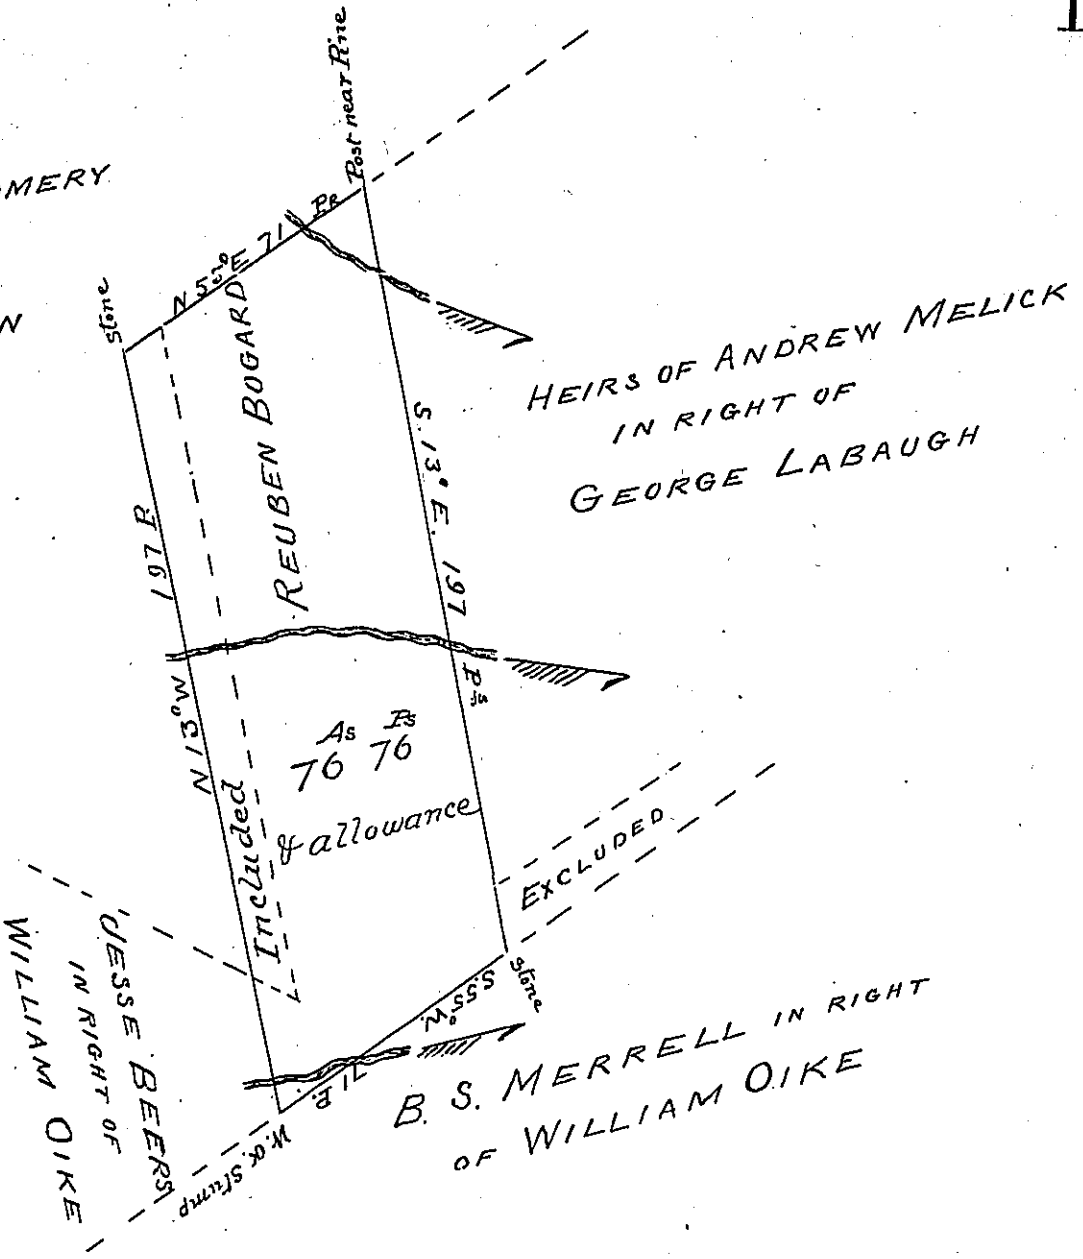 MERY
N
Post near Pine
Stone
N 55° E 71 PR
REUBEN BOGARD
S. 13° E. 197 Ps
HEIRS OF ANDREW MELICK
IN RIGHT OF
GEORGE LABAUGH
N 13° W 197 P
As Ps
76 76
& allowance
Included
EXCLUDED
Stone
S. 55° W. 71 P.
W. O. Stump
JESSE BEERS
IN RIGHT OF
WILLIAM OIKE
B. S. MERRELL IN RIGHT
OF WILLIAM OIKE